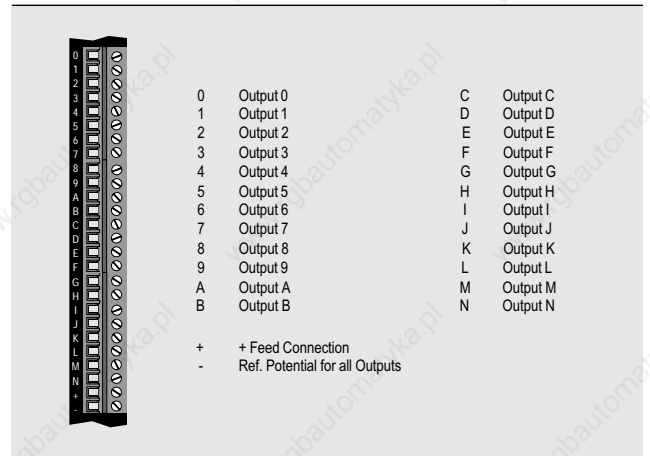 0
1
2
3
4
5
6
7
8
9
A
B
C
D
E
F
G
H
I
J
K
L
M
N
+
-
0 Output 0
1 Output 1
2 Output 2
3 Output 3
4 Output 4
5 Output 5
6 Output 6
7 Output 7
8 Output 8
9 Output 9
A Output A
B Output B
+ + Feed Connection
- Ref. Potential for all Outputs
C Output C
D Output D
E Output E
F Output F
G Output G
H Output H
I Output I
J Output J
K Output K
L Output L
M Output M
N Output N